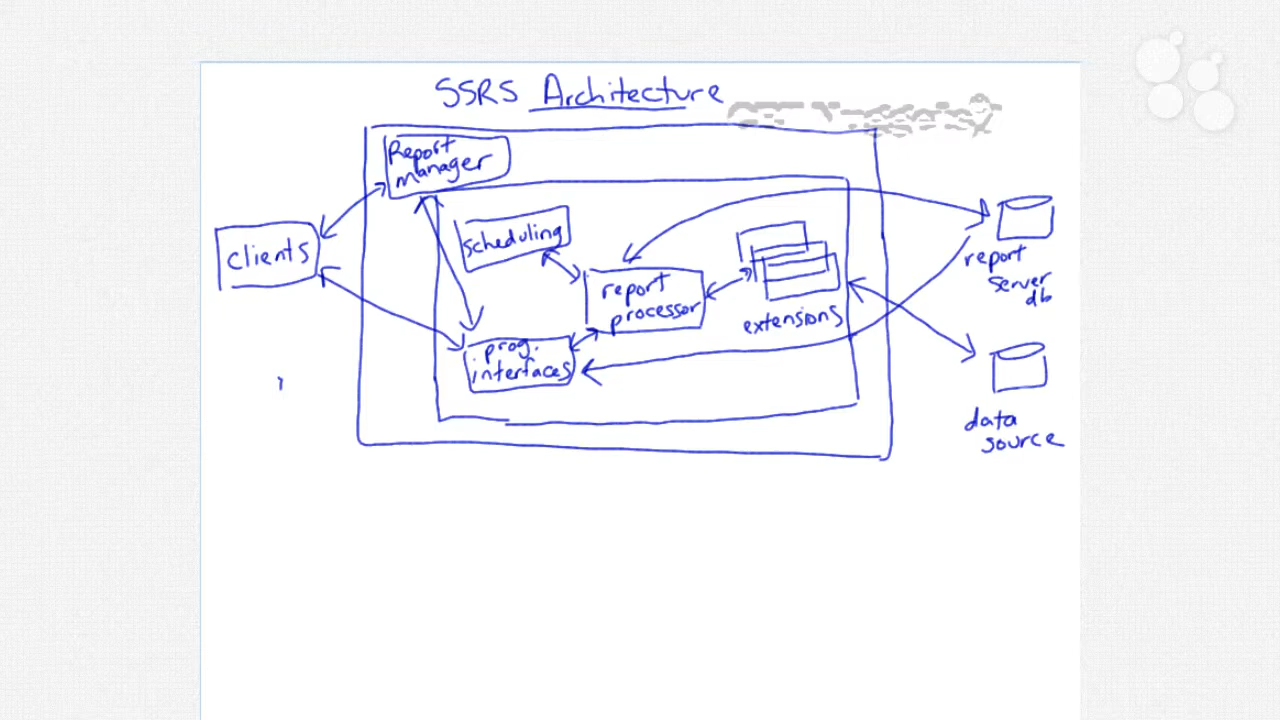 SSRS Architecture
Report
manager
clients
scheduling
report
processor
extensions
prog.
interfaces
report
server
db
data
source